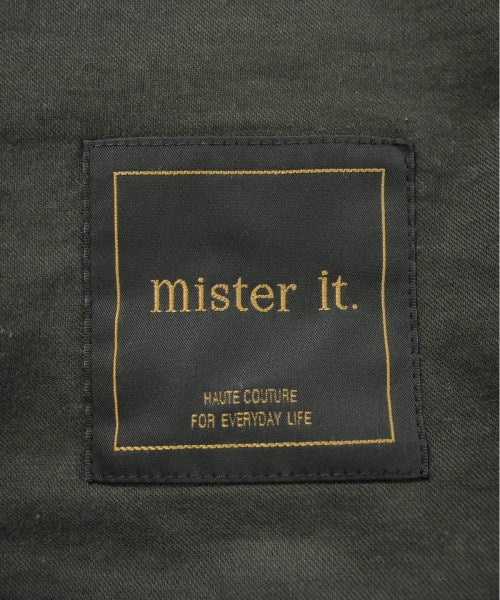 mister it.
HAUTE COUTURE
FOR EVERYDAY LIFE